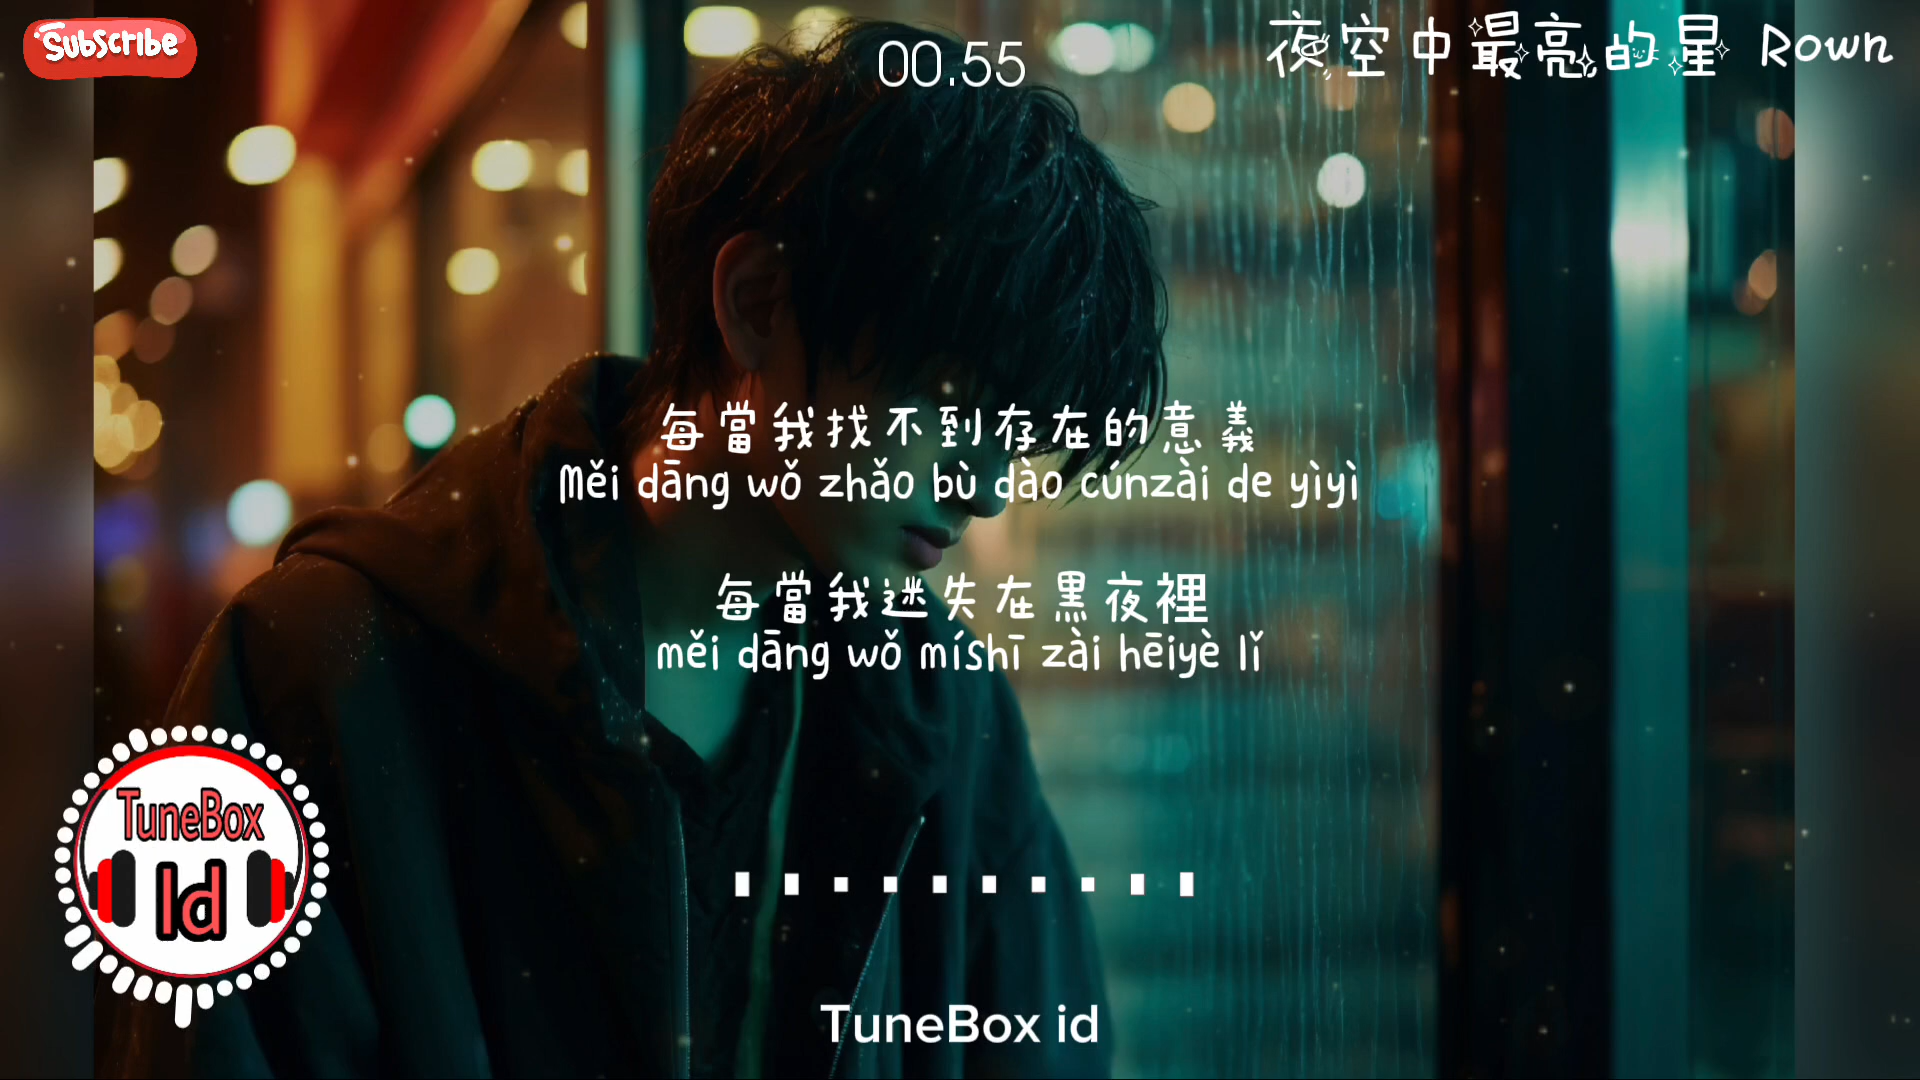 Subscribe
00.55
夜空中最亮的星 Rown
每當我找不到存在的意義
Měi dāng wǒ zhǎo bù dào cúnzài de yìyì
每當我迷失在黑夜裡
měi dāng wǒ míshī zài hēiyè lǐ
TuneBox
Id
TuneBox id